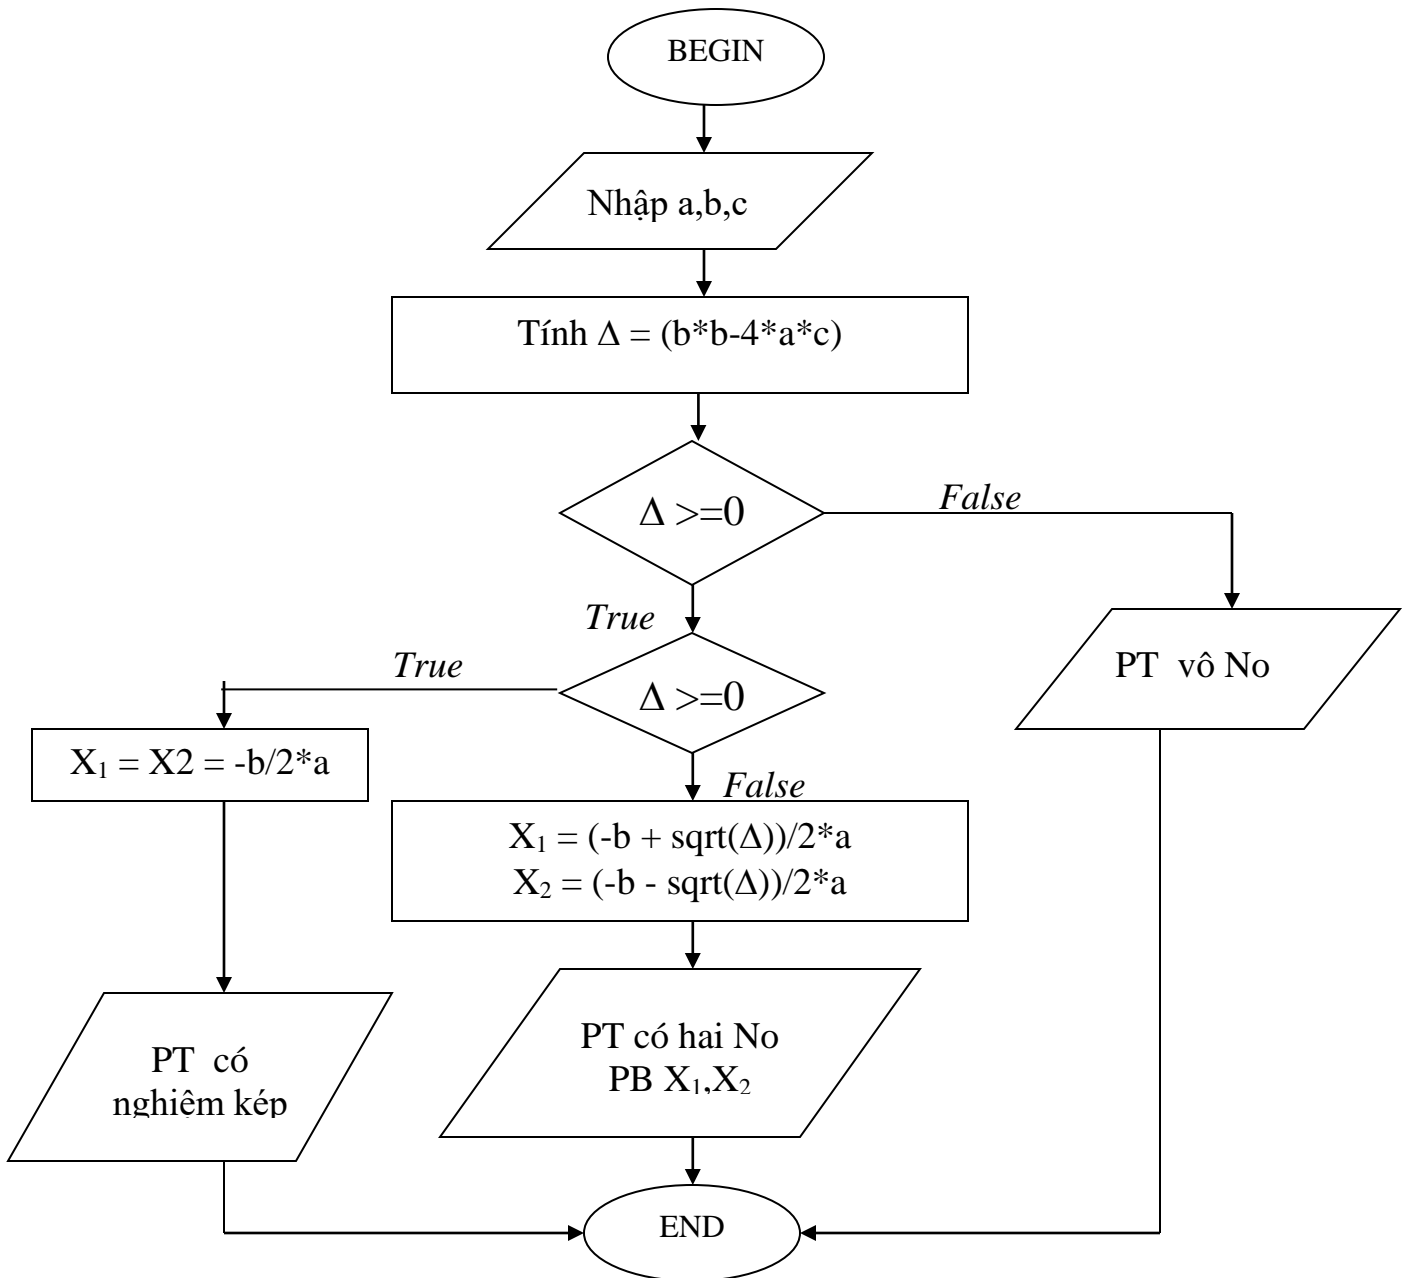 BEGIN
Nhập a,b,c
Tính Δ = (b*b-4*a*c)
Δ >=0
False
True
PT vô No
True
Δ >=0
X₁ = X2 = -b/2*a
False
X₁ = (-b + sqrt(Δ))/2*a
X₂ = (-b - sqrt(Δ))/2*a
PT có
nghiệm kép
PT có hai No
PB X₁,X₂
END